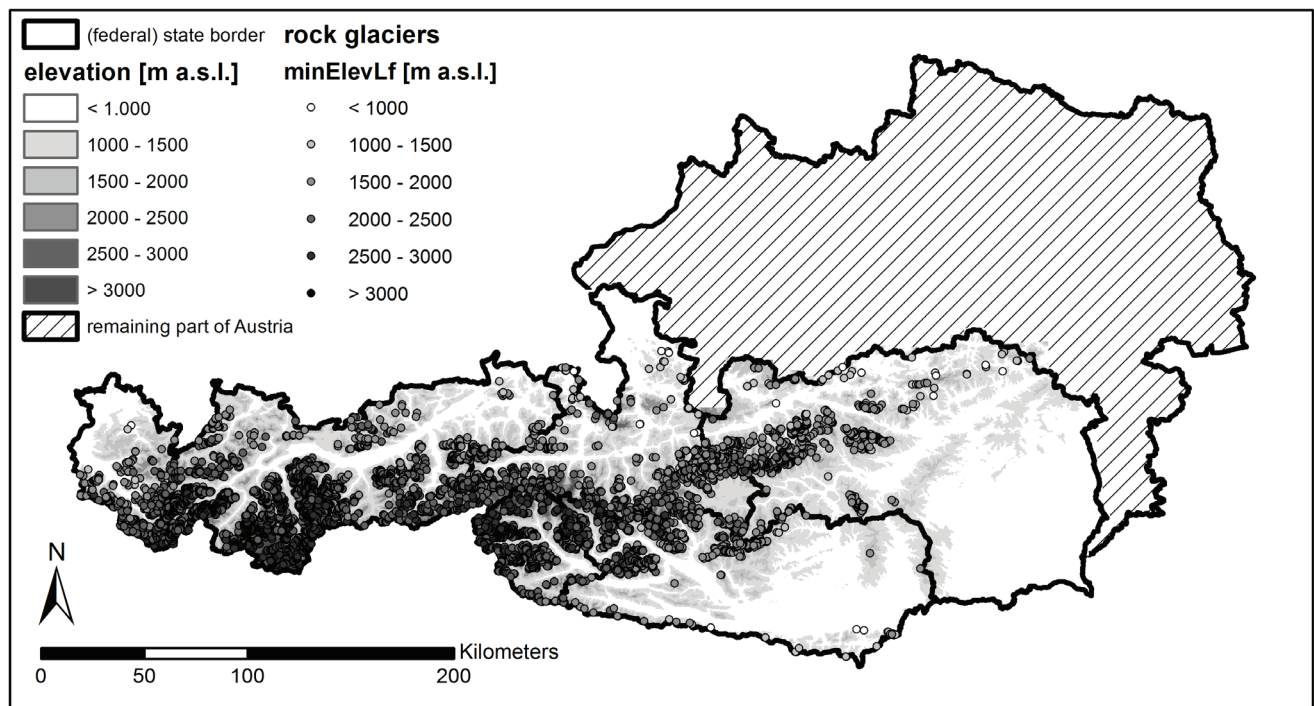 (federal) state border
rock glaciers
elevation [m a.s.l.]
minElevLf [m a.s.l.]
< 1.000
< 1000
1000 - 1500
1000 - 1500
1500 - 2000
1500 - 2000
2000 - 2500
2000 - 2500
2500 - 3000
2500 - 3000
> 3000
> 3000
remaining part of Austria
N
Kilometers
0 50 100 200